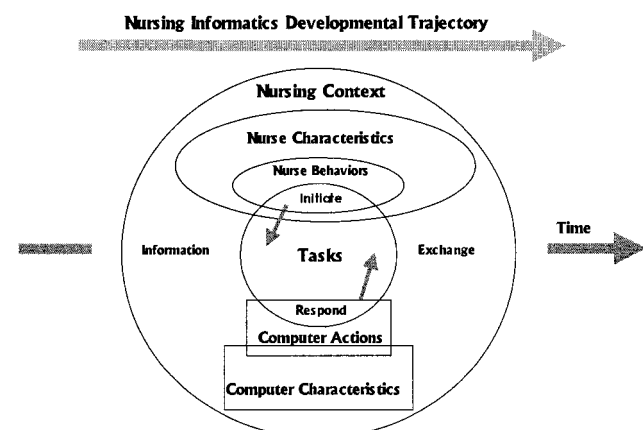 Nursing Informatics Developmental Trajectory
Nursing Context
Nurse Characteristics
Nurse Behaviors
Initiate
Information
Tasks
Exchange
Time
Respond
Computer Actions
Computer Characteristics